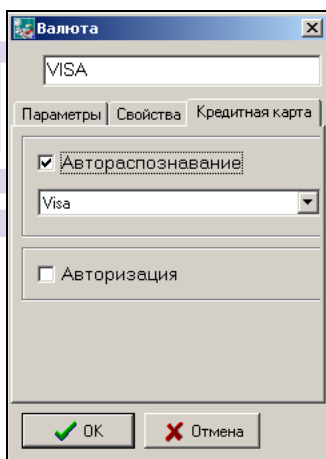 Валюта
VISA
Параметры Свойства Кредитная карта
Автораспознавание
Visa
Авторизация
OK Отмена